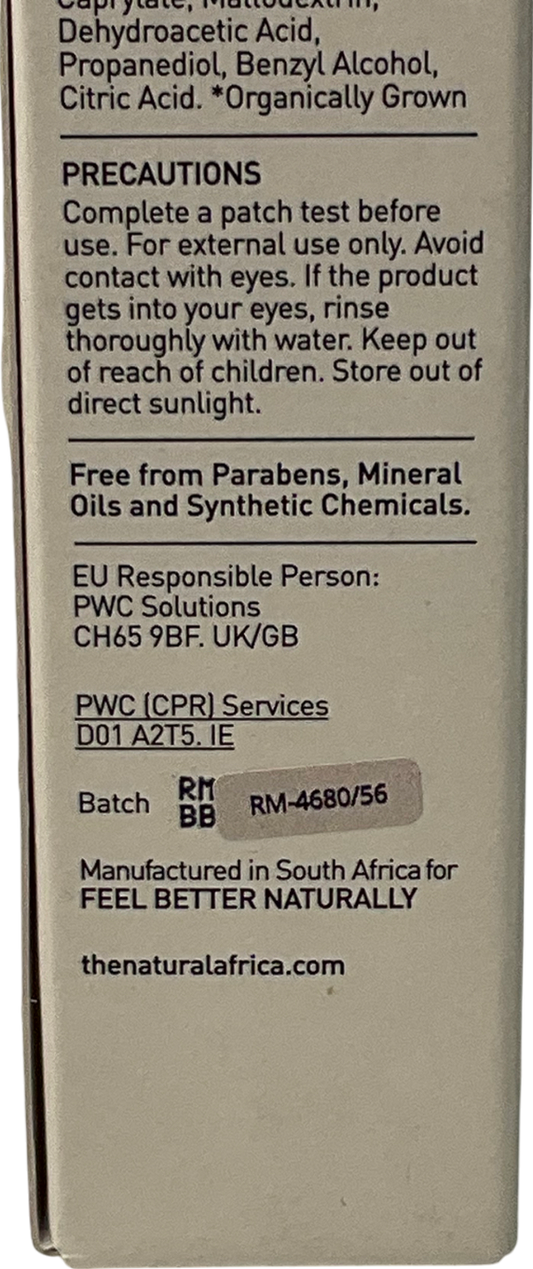 Caprylate, Maltodextrin,
Dehydroacetic Acid,
Propanediol, Benzyl Alcohol,
Citric Acid. *Organically Grown
PRECAUTIONS
Complete a patch test before
use. For external use only. Avoid
contact with eyes. If the product
gets into your eyes, rinse
thoroughly with water. Keep out
of reach of children. Store out of
direct sunlight.
Free from Parabens, Mineral
Oils and Synthetic Chemicals.
EU Responsible Person:
PWC Solutions
CH65 9BF. UK/GB
PWC (CPR) Services
D01 A2T5. IE
Batch RM
BB RM-4680/56
Manufactured in South Africa for
FEEL BETTER NATURALLY
thenaturalafrica.com